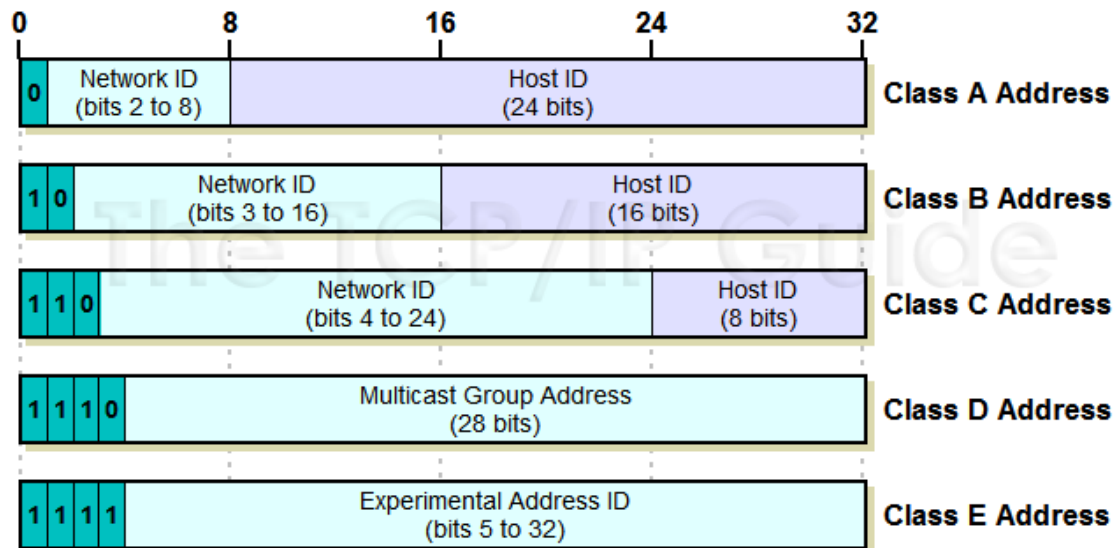 0 8 16 24 32
0 Network ID (bits 2 to 8) Host ID (24 bits) Class A Address
1 0 Network ID (bits 3 to 16) Host ID (16 bits) Class B Address
The TCP/IP Guide
1 1 0 Network ID (bits 4 to 24) Host ID (8 bits) Class C Address
1 1 1 0 Multicast Group Address (28 bits) Class D Address
1 1 1 1 Experimental Address ID (bits 5 to 32) Class E Address